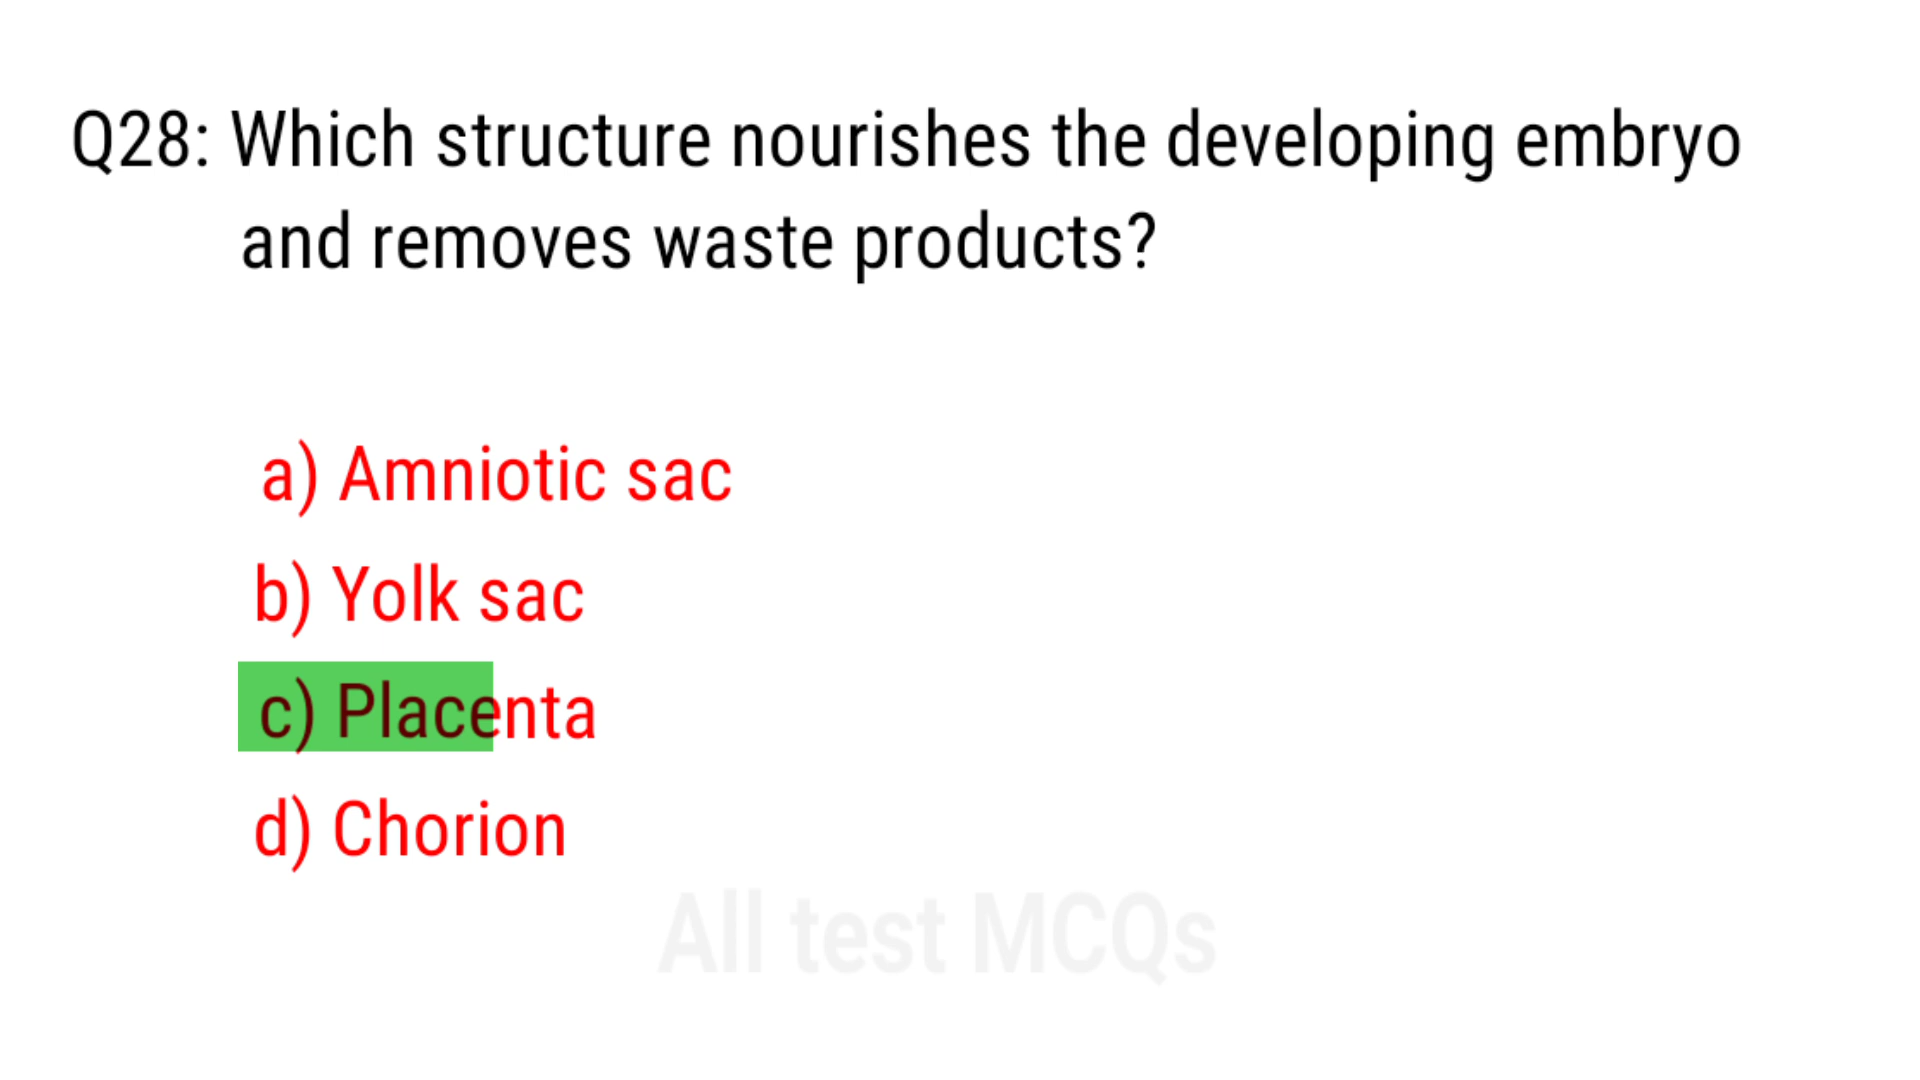 Q28: Which structure nourishes the developing embryo
and removes waste products?
a) Amniotic sac
b) Yolk sac
c) Placenta
d) Chorion
All test MCQs